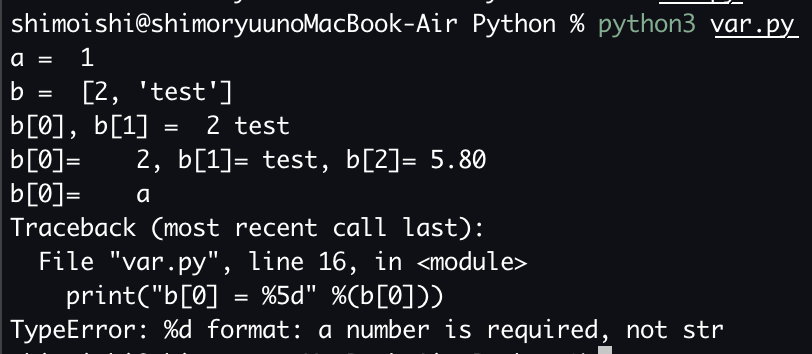 shimoishi@shimoryuunoMacBook-Air Python % python3 var.py
a =  1
b =  [2, 'test']
b[0], b[1] =  2 test
b[0]=    2, b[1]= test, b[2]= 5.80
b[0]=    a
Traceback (most recent call last):
  File "var.py", line 16, in <module>
    print("b[0] = %5d" %(b[0]))
TypeError: %d format: a number is required, not str